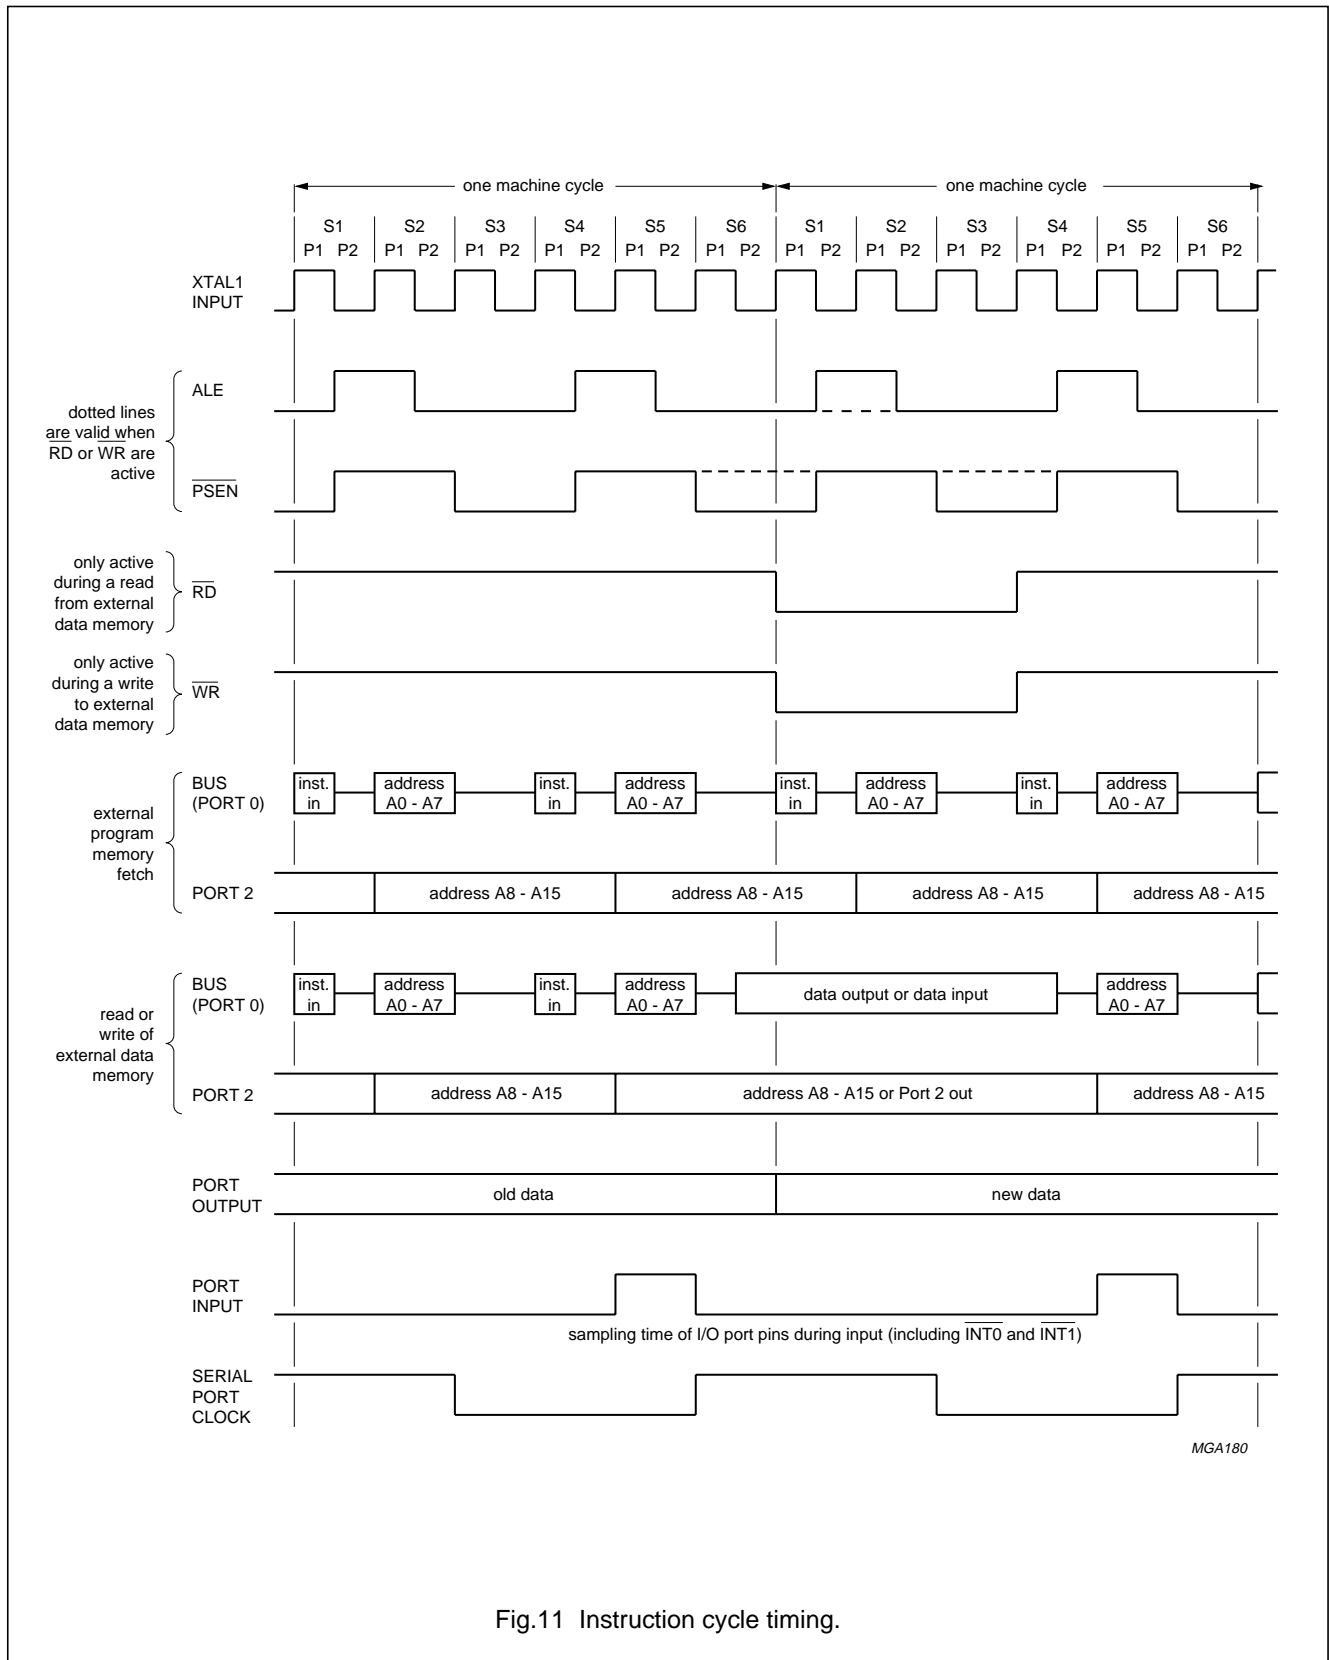 one machine cycle one machine cycle
S1 S2 S3 S4 S5 S6 S1 S2 S3 S4 S5 S6
P1 P2 P1 P2 P1 P2 P1 P2 P1 P2 P1 P2 P1 P2 P1 P2 P1 P2 P1 P2 P1 P2 P1 P2
XTAL1
INPUT
dotted lines
are valid when
RD or WR are
active
ALE
PSEN
only active
during a read
from external
data memory
RD
only active
during a write
to external
data memory
WR
external
program
memory
fetch
BUS
(PORT 0)
inst. address inst. address inst. address inst. address
in A0 - A7 in A0 - A7 in A0 - A7 in A0 - A7
PORT 2 address A8 - A15 address A8 - A15 address A8 - A15 address A8 - A15
read or
write of
external data
memory
BUS
(PORT 0)
inst. address inst. address data output or data input address
in A0 - A7 in A0 - A7 A0 - A7
PORT 2 address A8 - A15 address A8 - A15 or Port 2 out address A8 - A15
PORT
OUTPUT
old data new data
PORT
INPUT
sampling time of I/O port pins during input (including INT0 and INT1)
SERIAL
PORT
CLOCK
MGA180
Fig.11 Instruction cycle timing.